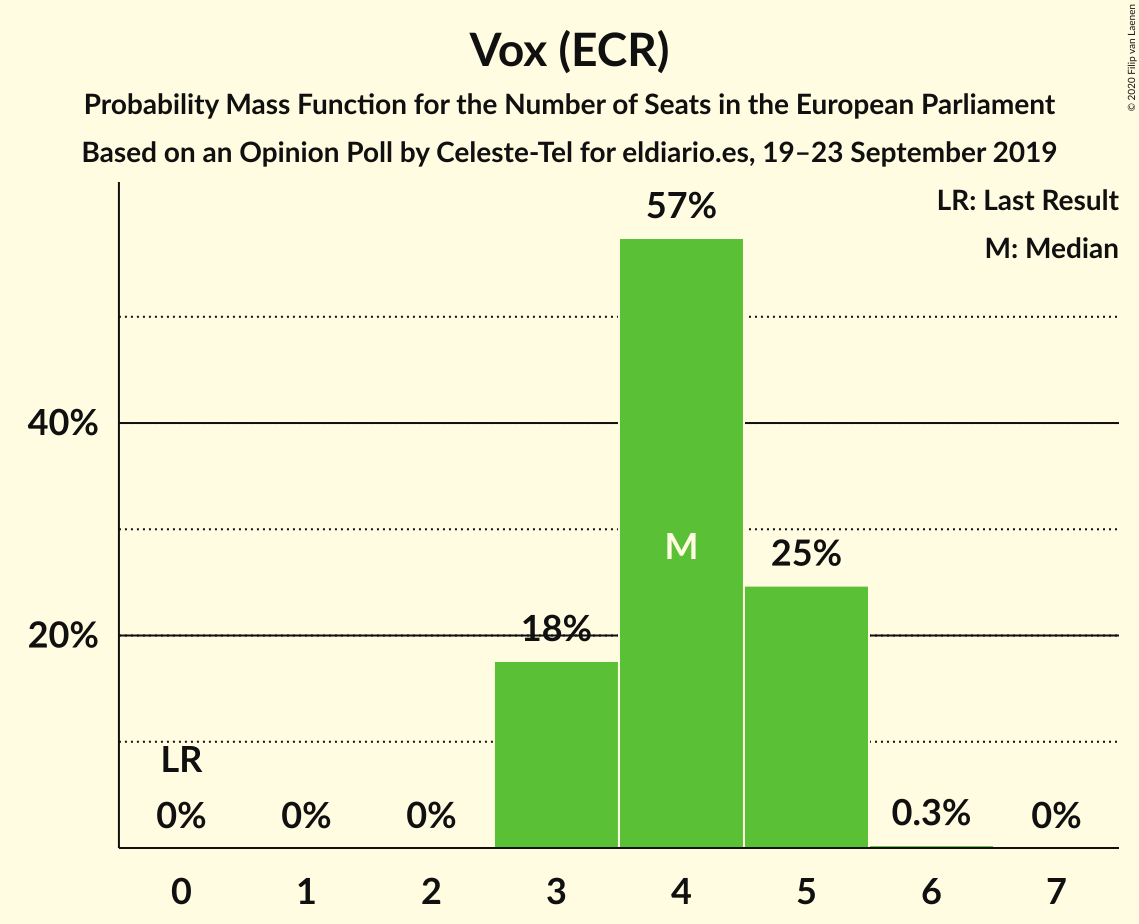 Vox (ECR)
Probability Mass Function for the Number of Seats in the European Parliament
Based on an Opinion Poll by Celeste-Tel for eldiario.es, 19–23 September 2019
© 2020 Filip van Laenen
LR: Last Result
M: Median
57%
40%
M
25%
18%
20%
LR
0% 0% 0% 0.3% 0%
0 1 2 3 4 5 6 7